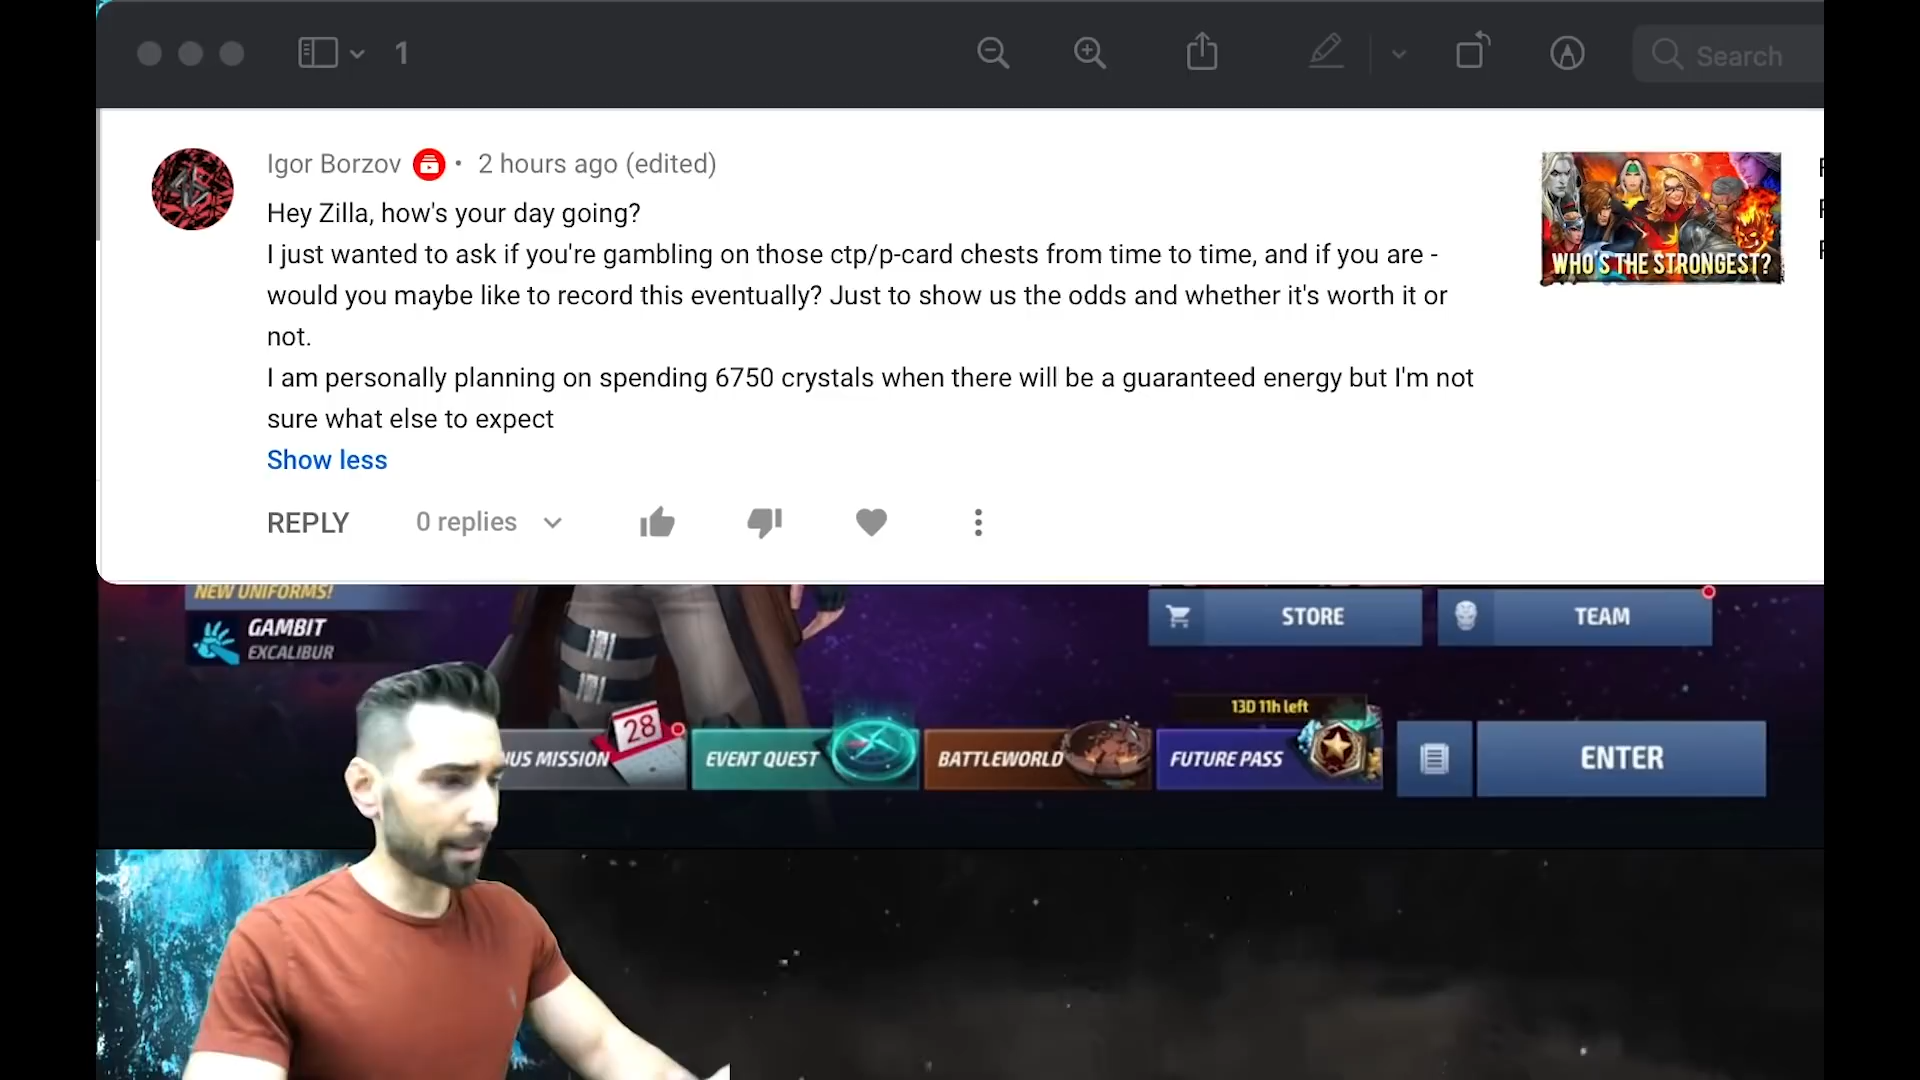 1
Search
Igor Borzov • 2 hours ago (edited)
Hey Zilla, how's your day going?
I just wanted to ask if you're gambling on those ctp/p-card chests from time to time, and if you are -
would you maybe like to record this eventually? Just to show us the odds and whether it's worth it or
not.
I am personally planning on spending 6750 crystals when there will be a guaranteed energy but I'm not
sure what else to expect
Show less
REPLY 0 replies
WHO'S THE STRONGEST?
NEW UNIFORMS!
GAMBIT
EXCALIBUR
STORE
TEAM
28
US MISSION
EVENT QUEST
BATTLEWORLD
13D 11h left
FUTURE PASS
ENTER